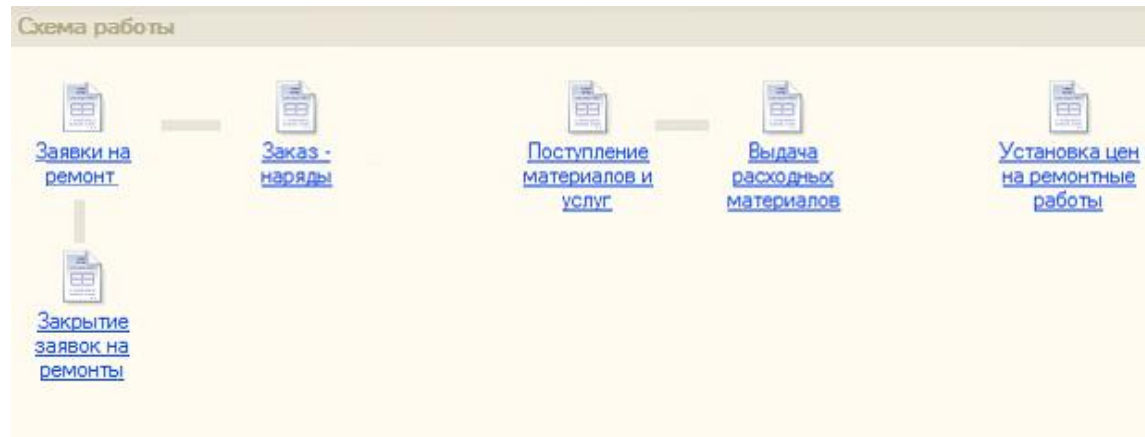 Схема работы
Заявки на
ремонт
Заказ -
наряды
Поступление
материалов и
услуг
Выдача
расходных
материалов
Установка цен
на ремонтные
работы
Закрытие
заявок на
ремонты